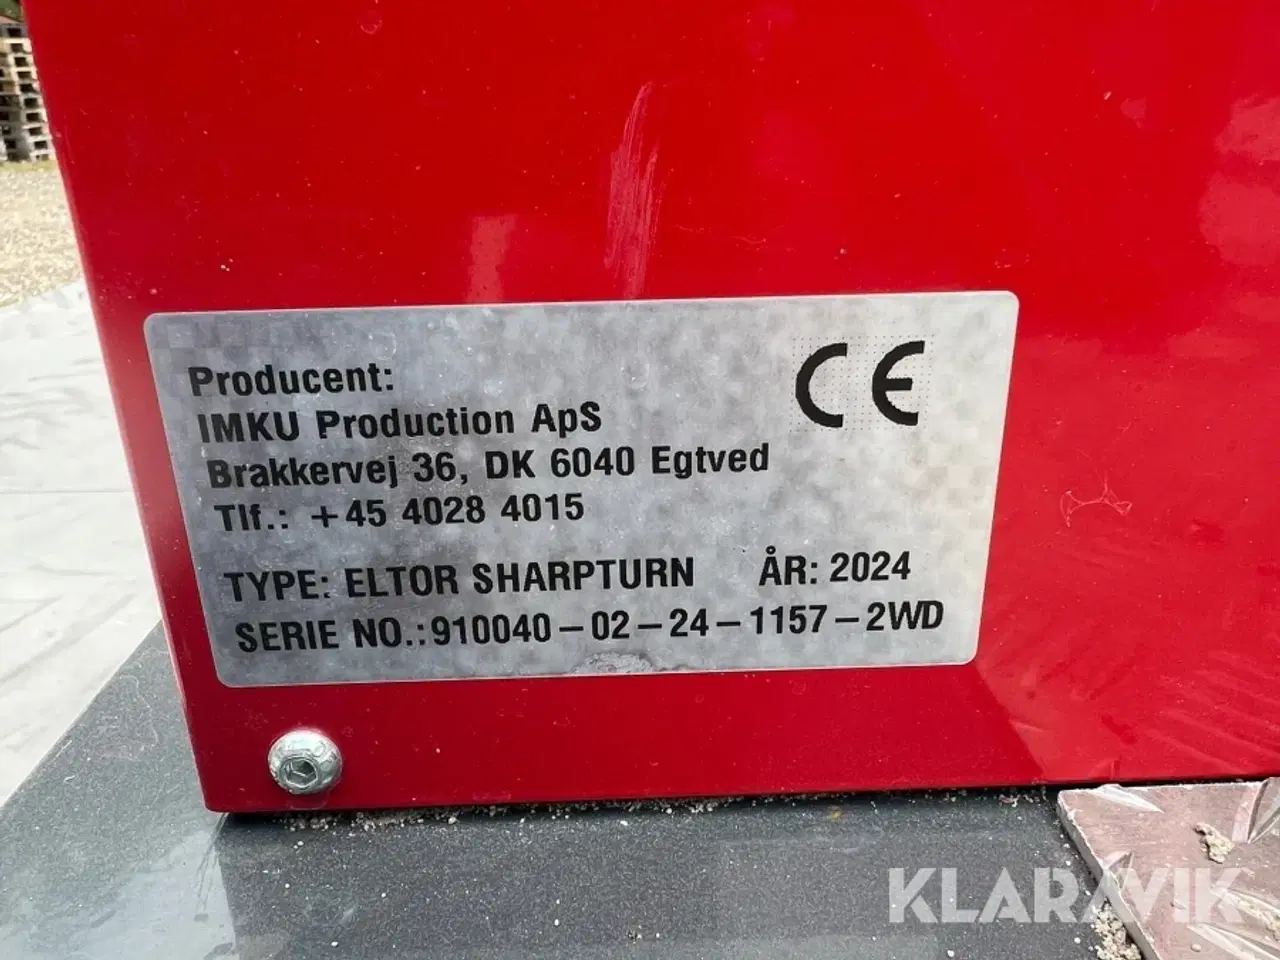 Producent:
IMKU Production ApS
Brakkervej 36, DK 6040 Egtved
Tlf.: +45 4028 4015
CE
TYPE: ELTOR SHARPTURN ÅR: 2024
SERIE NO.: 910040-02-24-1157-2WD
KLARAVIK